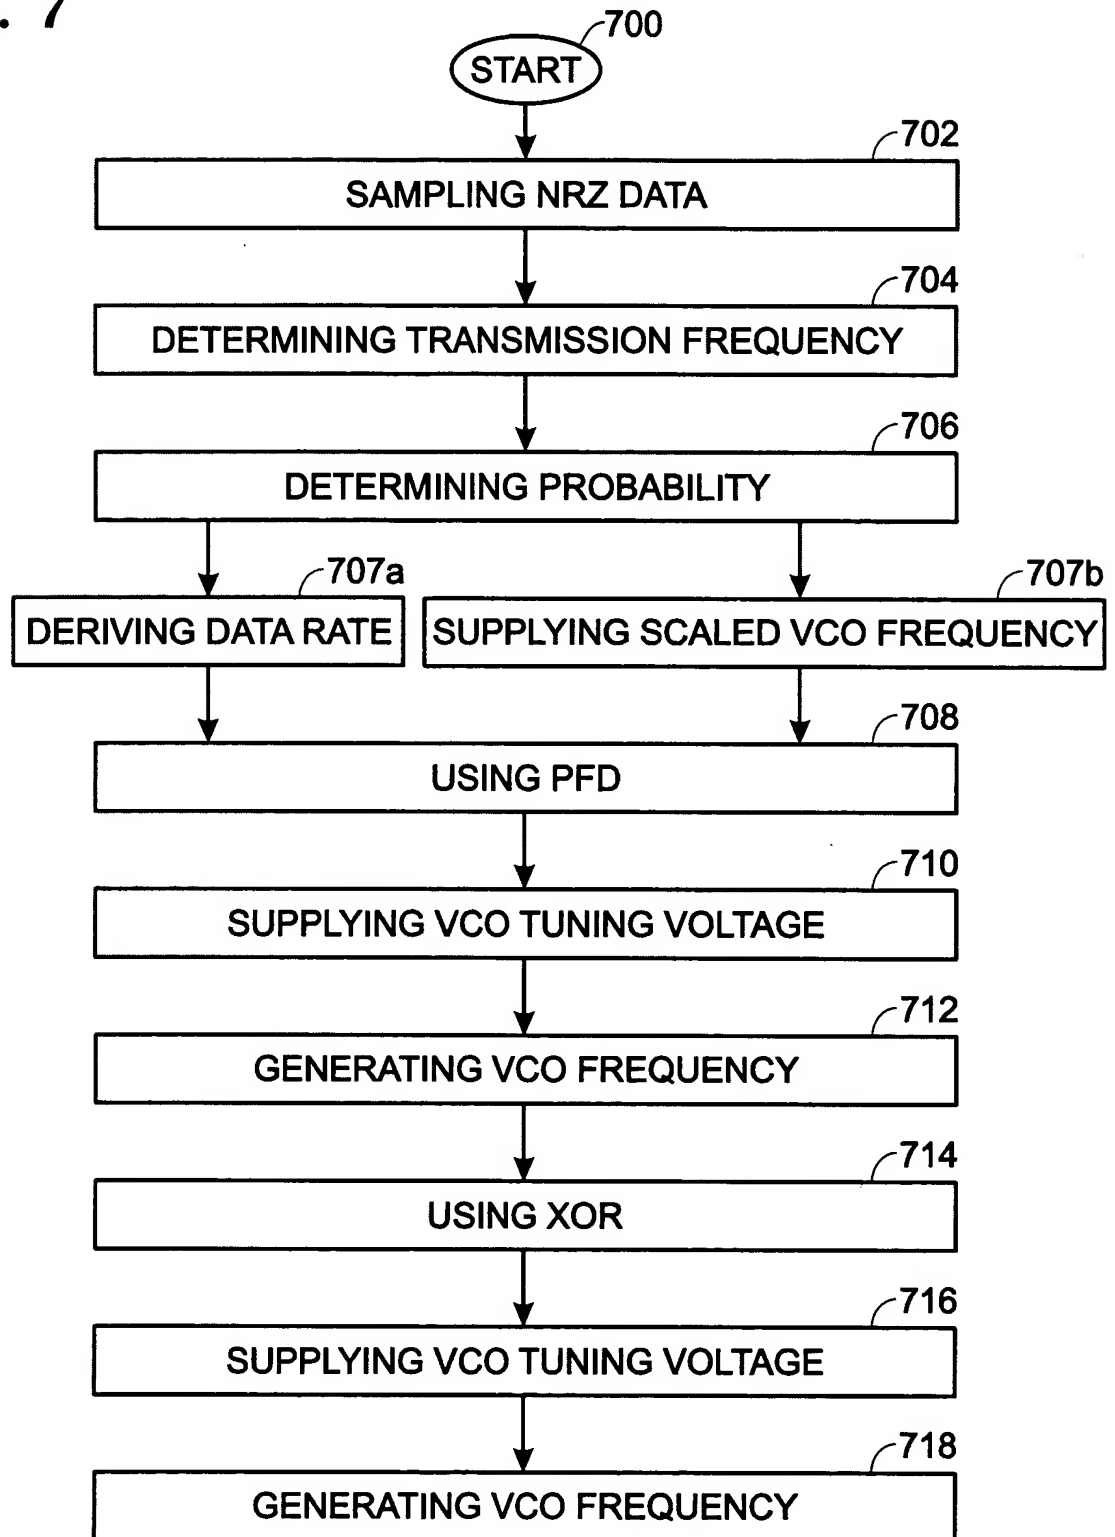 . 7
700
START
702
SAMPLING NRZ DATA
704
DETERMINING TRANSMISSION FREQUENCY
706
DETERMINING PROBABILITY
707a
707b
DERIVING DATA RATE
SUPPLYING SCALED VCO FREQUENCY
708
USING PFD
710
SUPPLYING VCO TUNING VOLTAGE
712
GENERATING VCO FREQUENCY
714
USING XOR
716
SUPPLYING VCO TUNING VOLTAGE
718
GENERATING VCO FREQUENCY